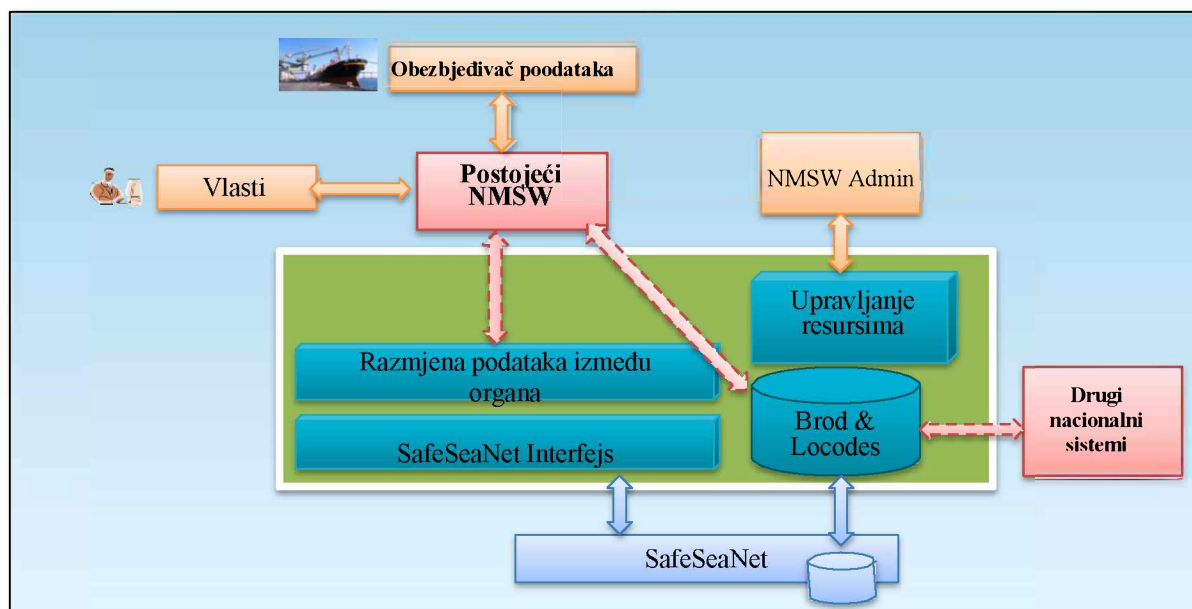 Obezbjeđivač poodataka
Postojeći
NMSW
Vlasti
NMSW Admin
Upravljanje
resursima
Razmjena podataka između
organa
SafeSeaNet Interfejs
Brod &
Locodes
Drugi
nacionalni
sistemi
SafeSeaNet